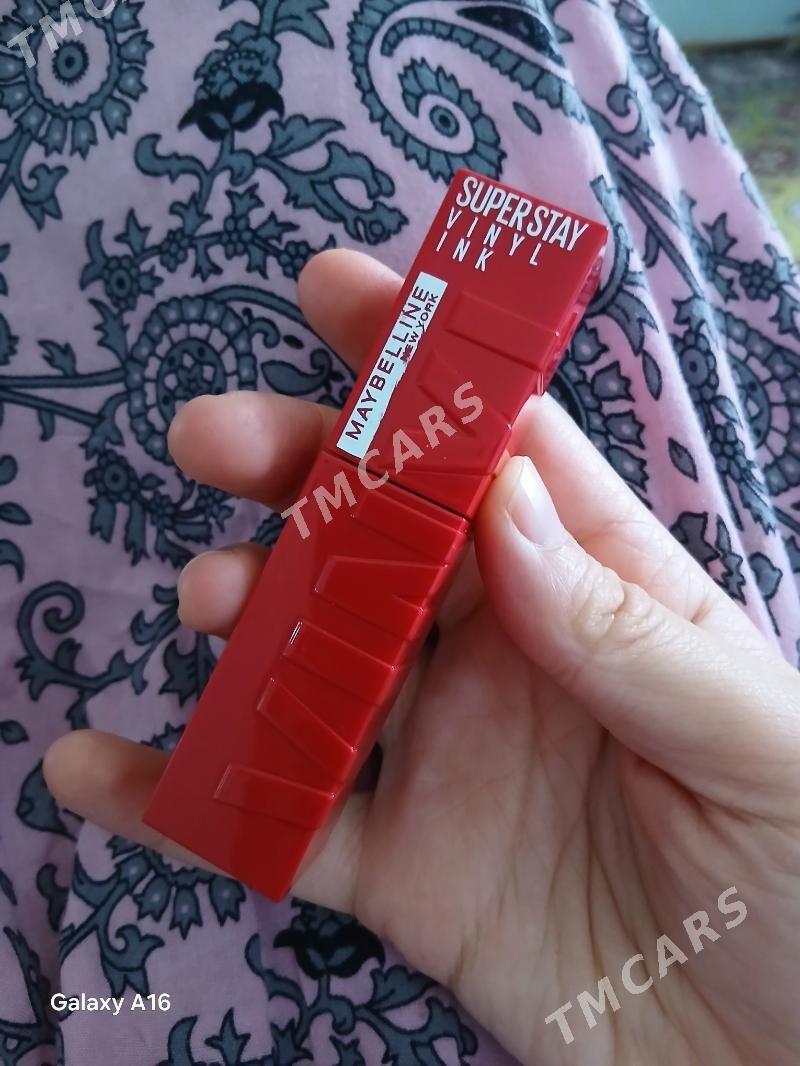 TMCARS
SUPERSTAY
VINYL
INK
MAYBELLINE
NEW YORK
TMCARS
TMCARS
Galaxy A16